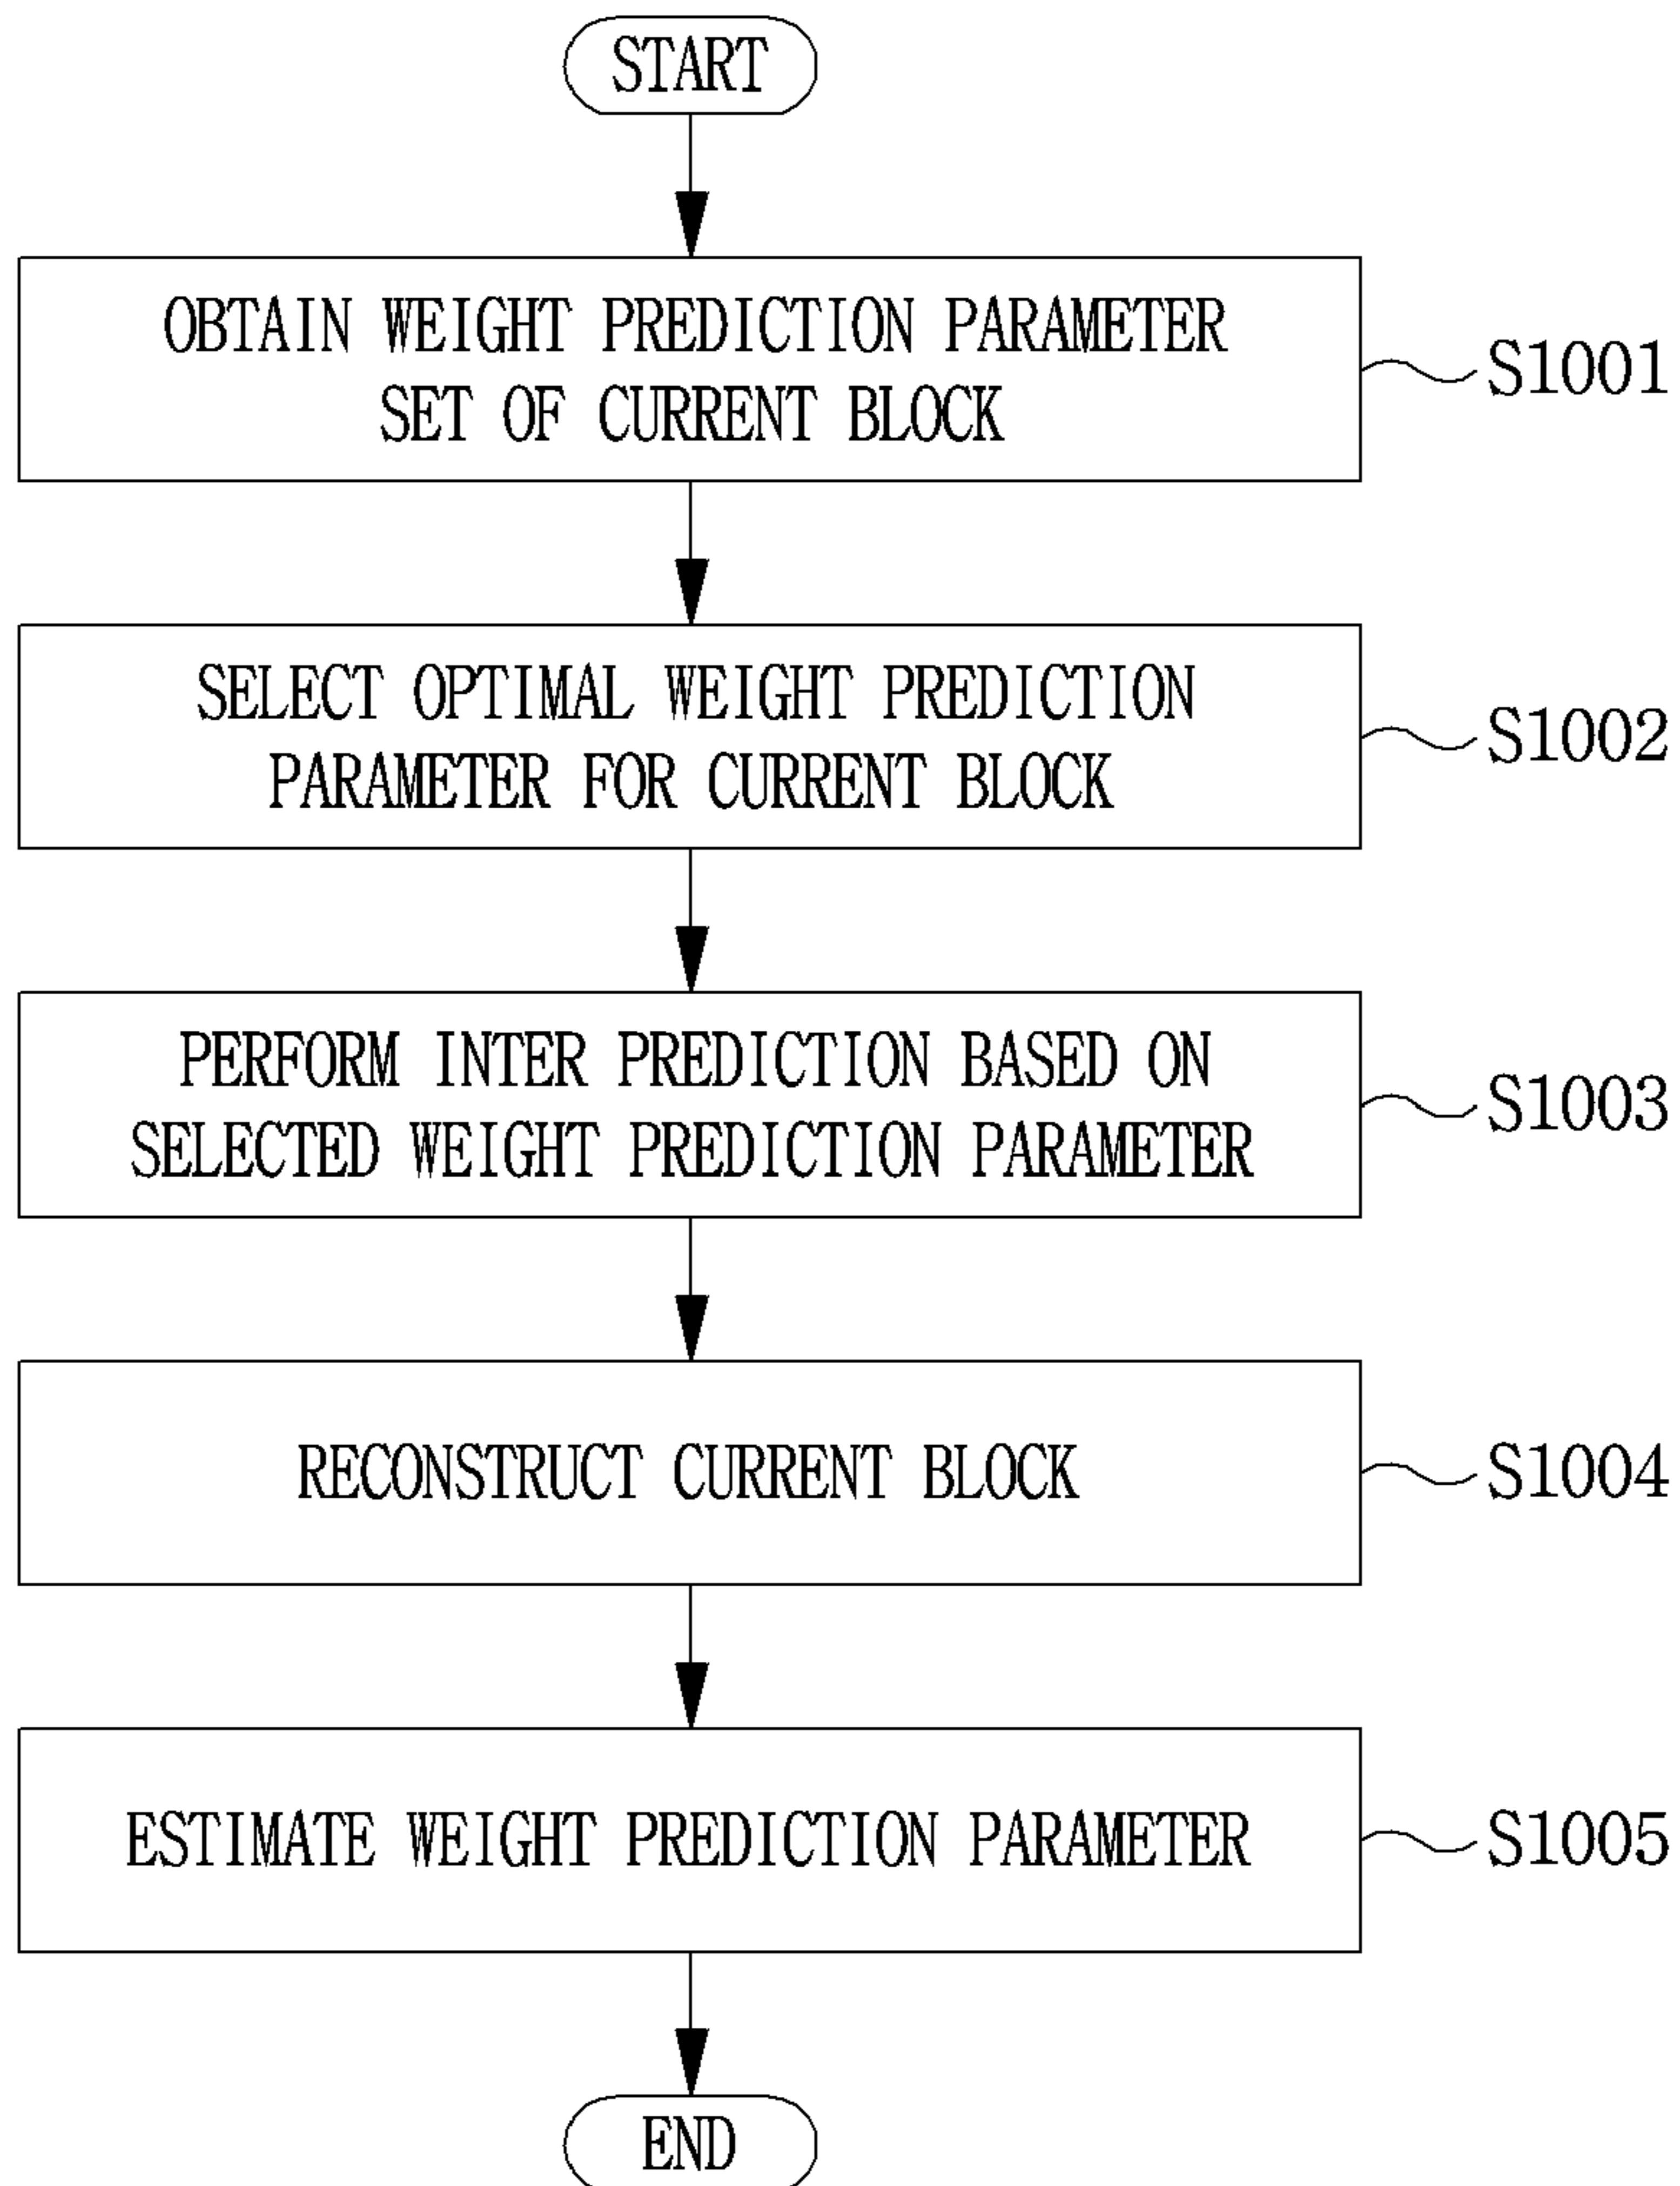 START
OBTAIN WEIGHT PREDICTION PARAMETER
SET OF CURRENT BLOCK
S1001
SELECT OPTIMAL WEIGHT PREDICTION
PARAMETER FOR CURRENT BLOCK
S1002
PERFORM INTER PREDICTION BASED ON
SELECTED WEIGHT PREDICTION PARAMETER
S1003
RECONSTRUCT CURRENT BLOCK
S1004
ESTIMATE WEIGHT PREDICTION PARAMETER
S1005
END